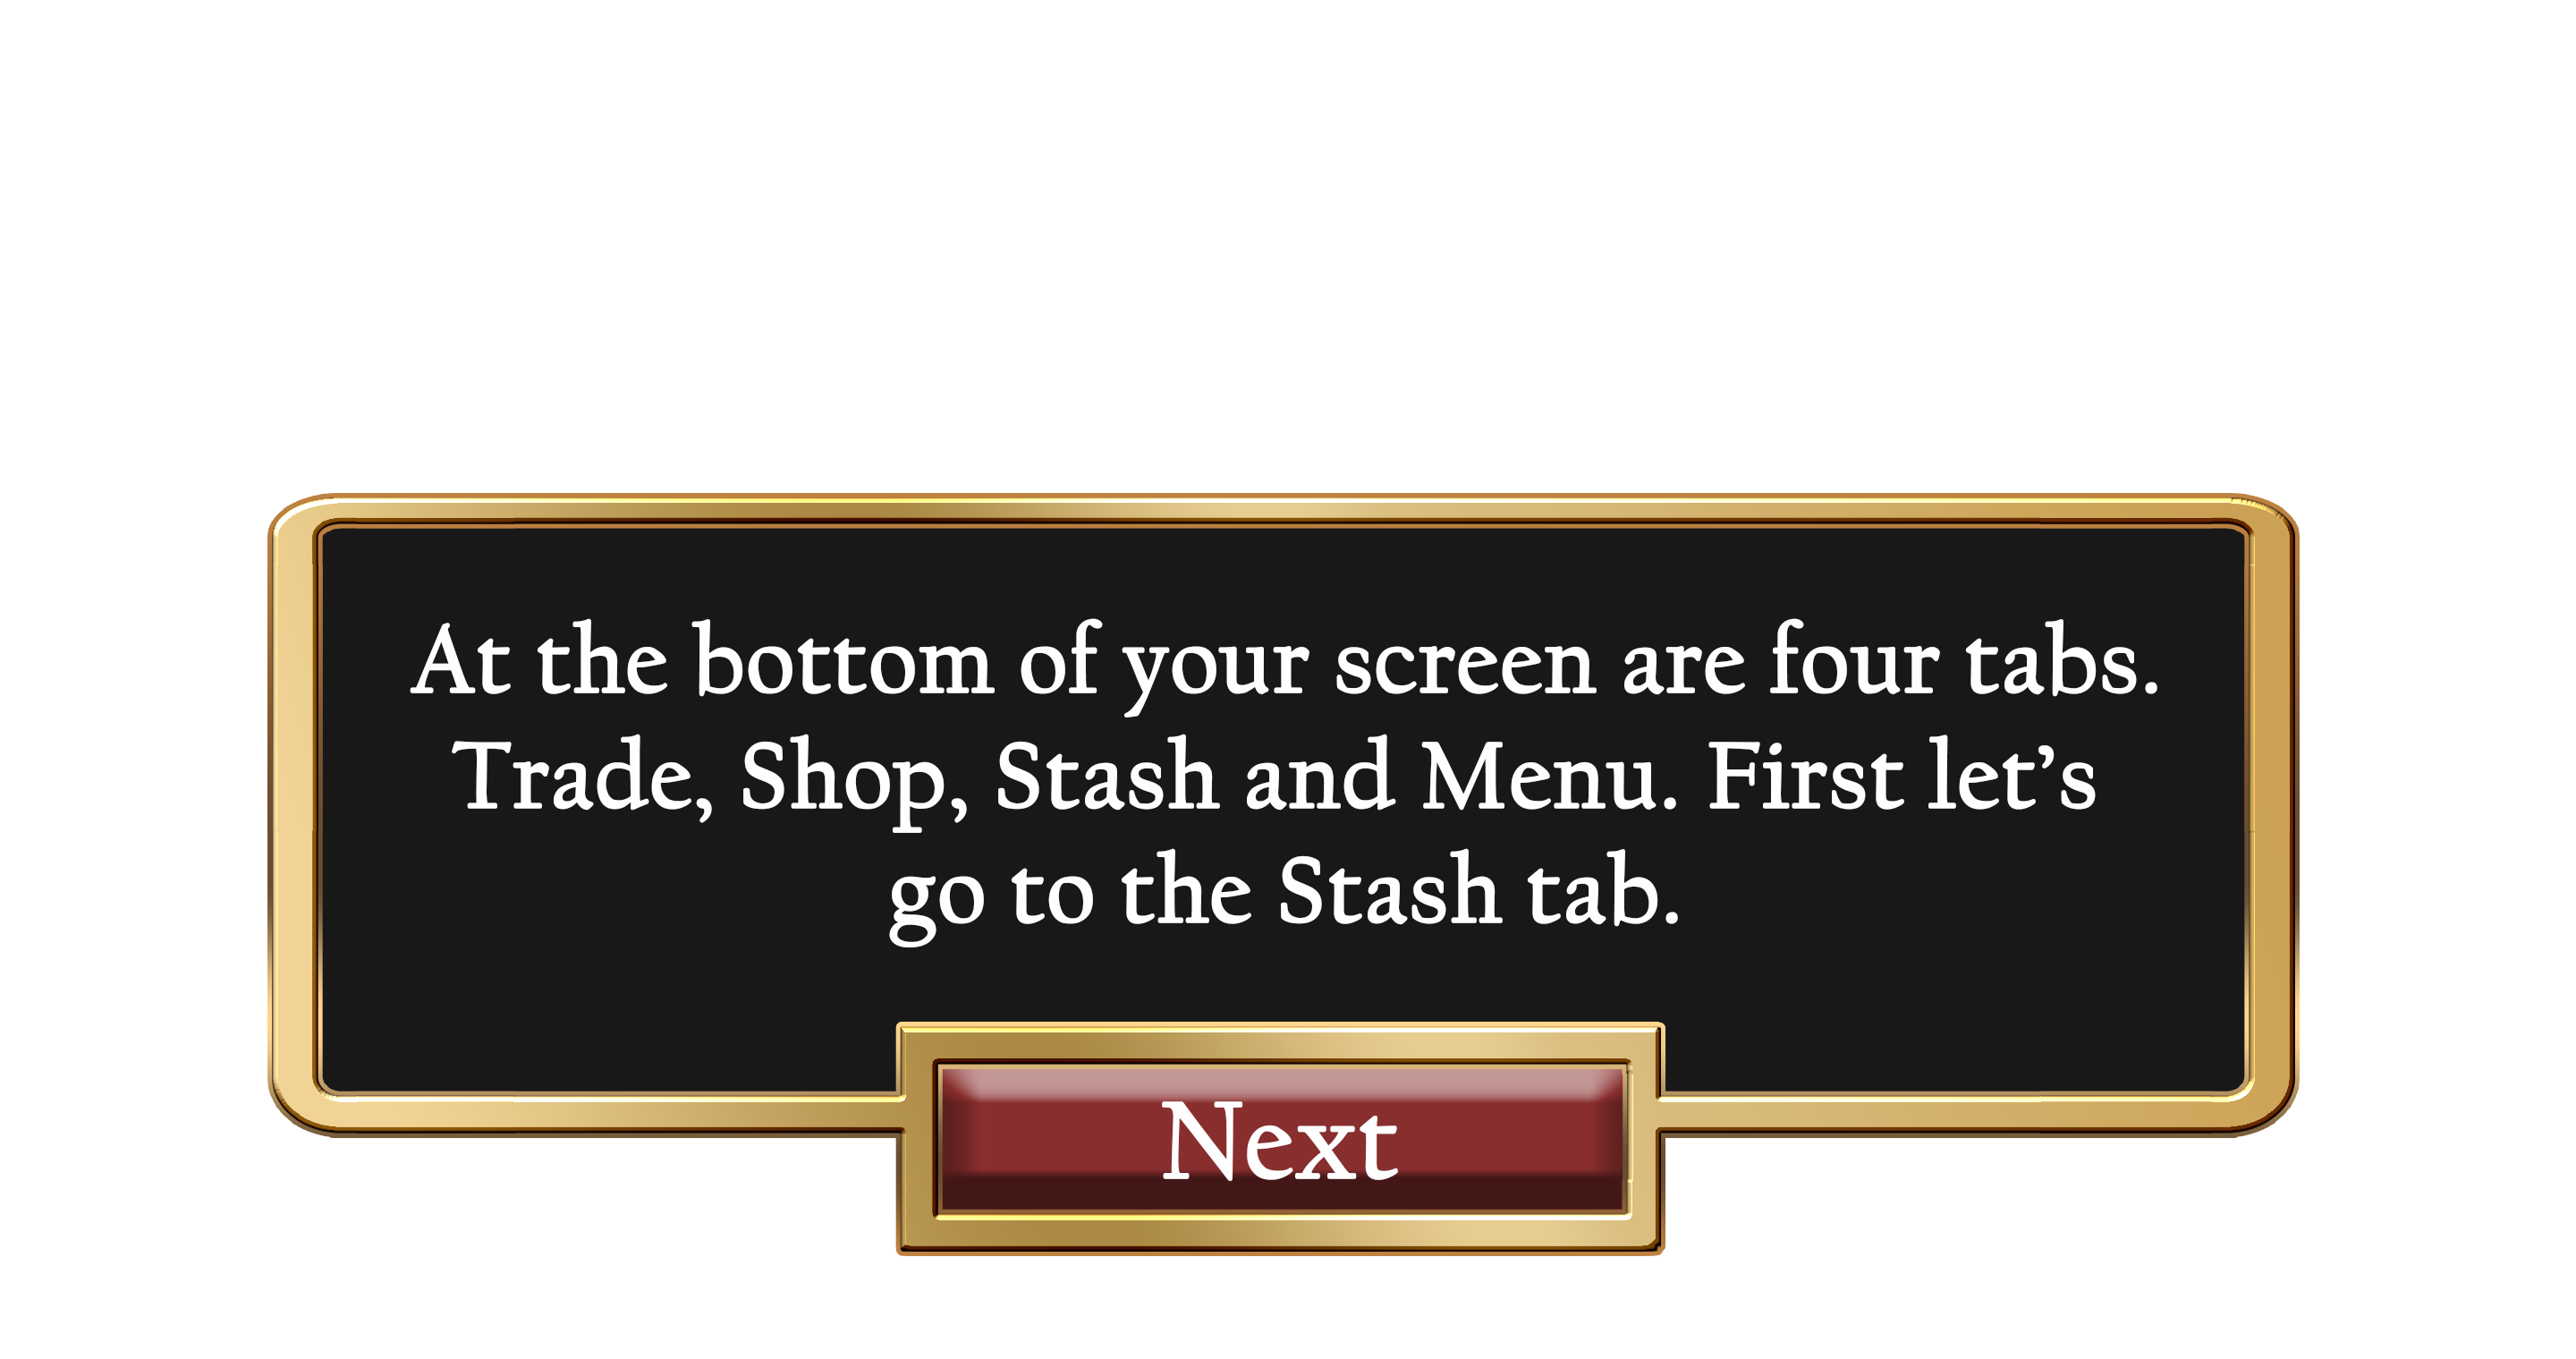 At the bottom of your screen are four tabs.
Trade, Shop, Stash and Menu. First let’s
go to the Stash tab.
Next